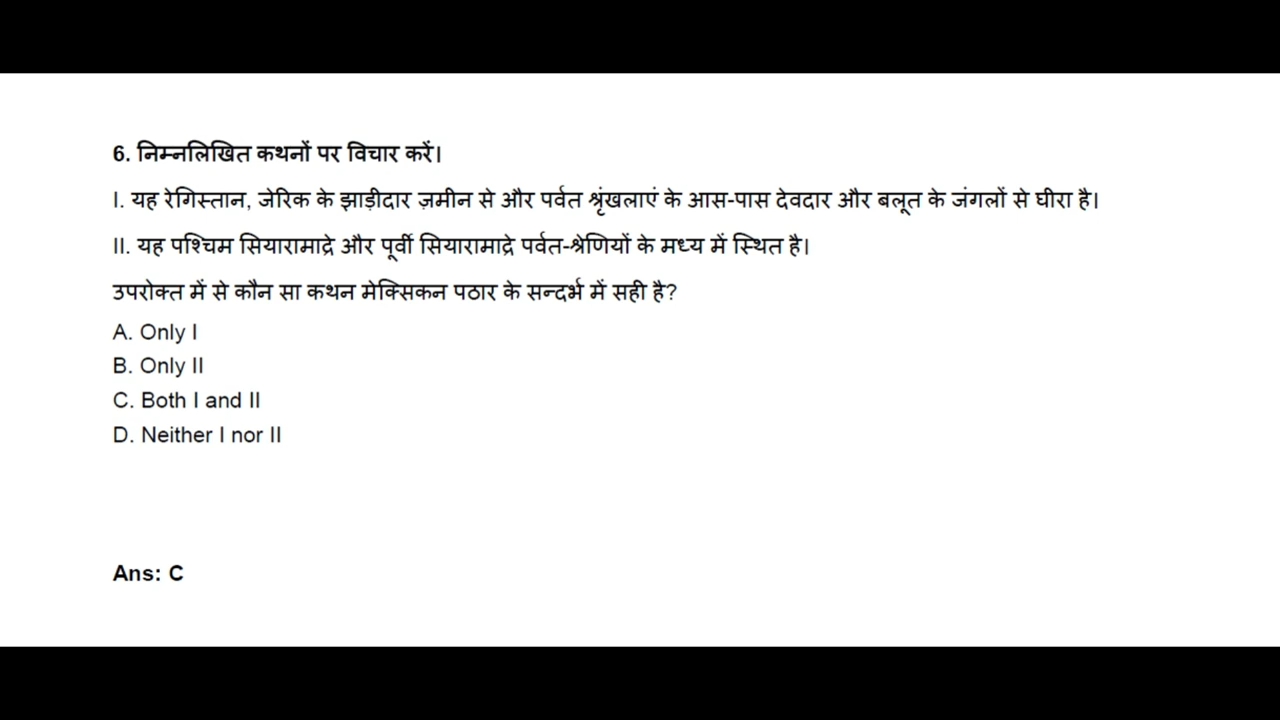 6. निम्नलिखित कथनों पर विचार करें।
I. यह रेगिस्तान, जेरिक के झाड़ीदार ज़मीन से और पर्वत श्रृंखलाएं के आस-पास देवदार और बलूत के जंगलों से घीरा है।
II. यह पश्चिम सियारामाद्रे और पूर्वी सियारामाद्रे पर्वत-श्रेणियों के मध्य में स्थित है।
उपरोक्त में से कौन सा कथन मेक्सिकन पठार के सन्दर्भ में सही है?
A. Only I
B. Only II
C. Both I and II
D. Neither I nor II
Ans: C